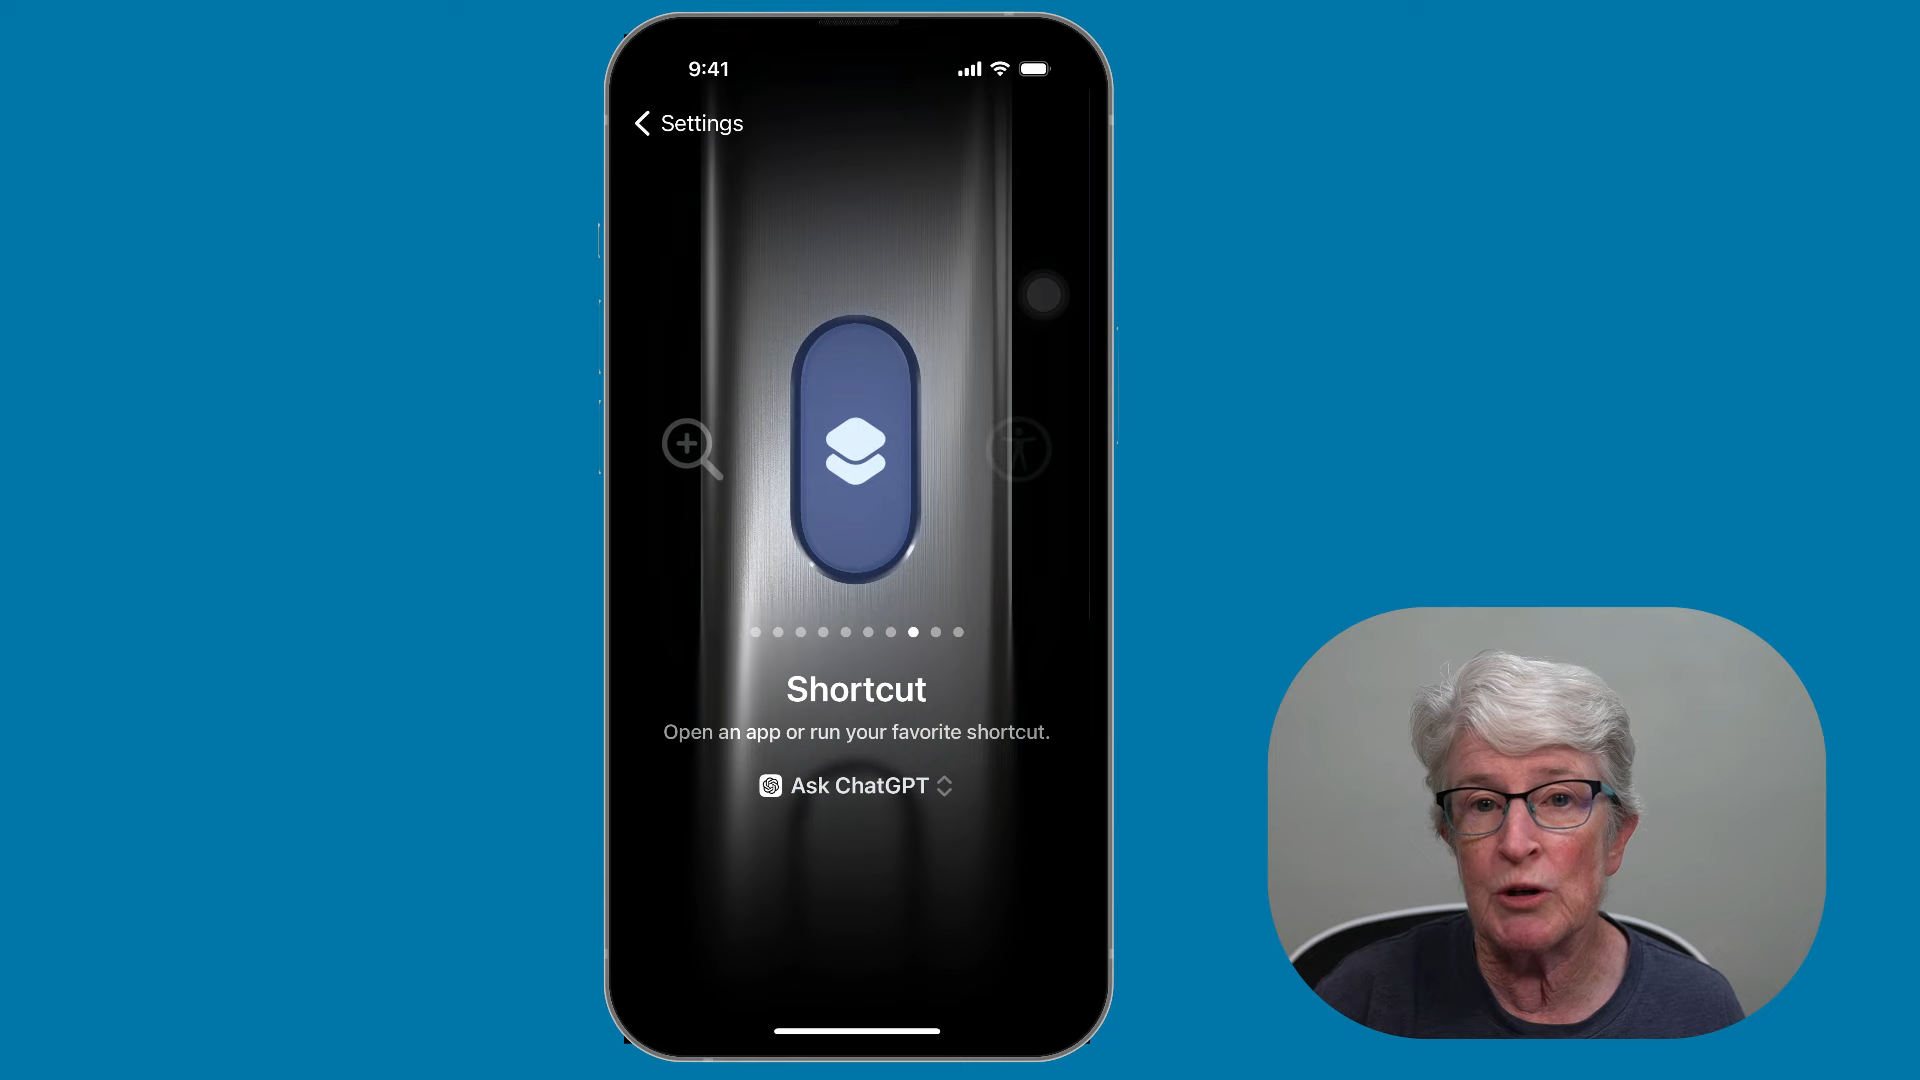 9:41
Settings
Shortcut
Open an app or run your favorite shortcut.
Ask ChatGPT